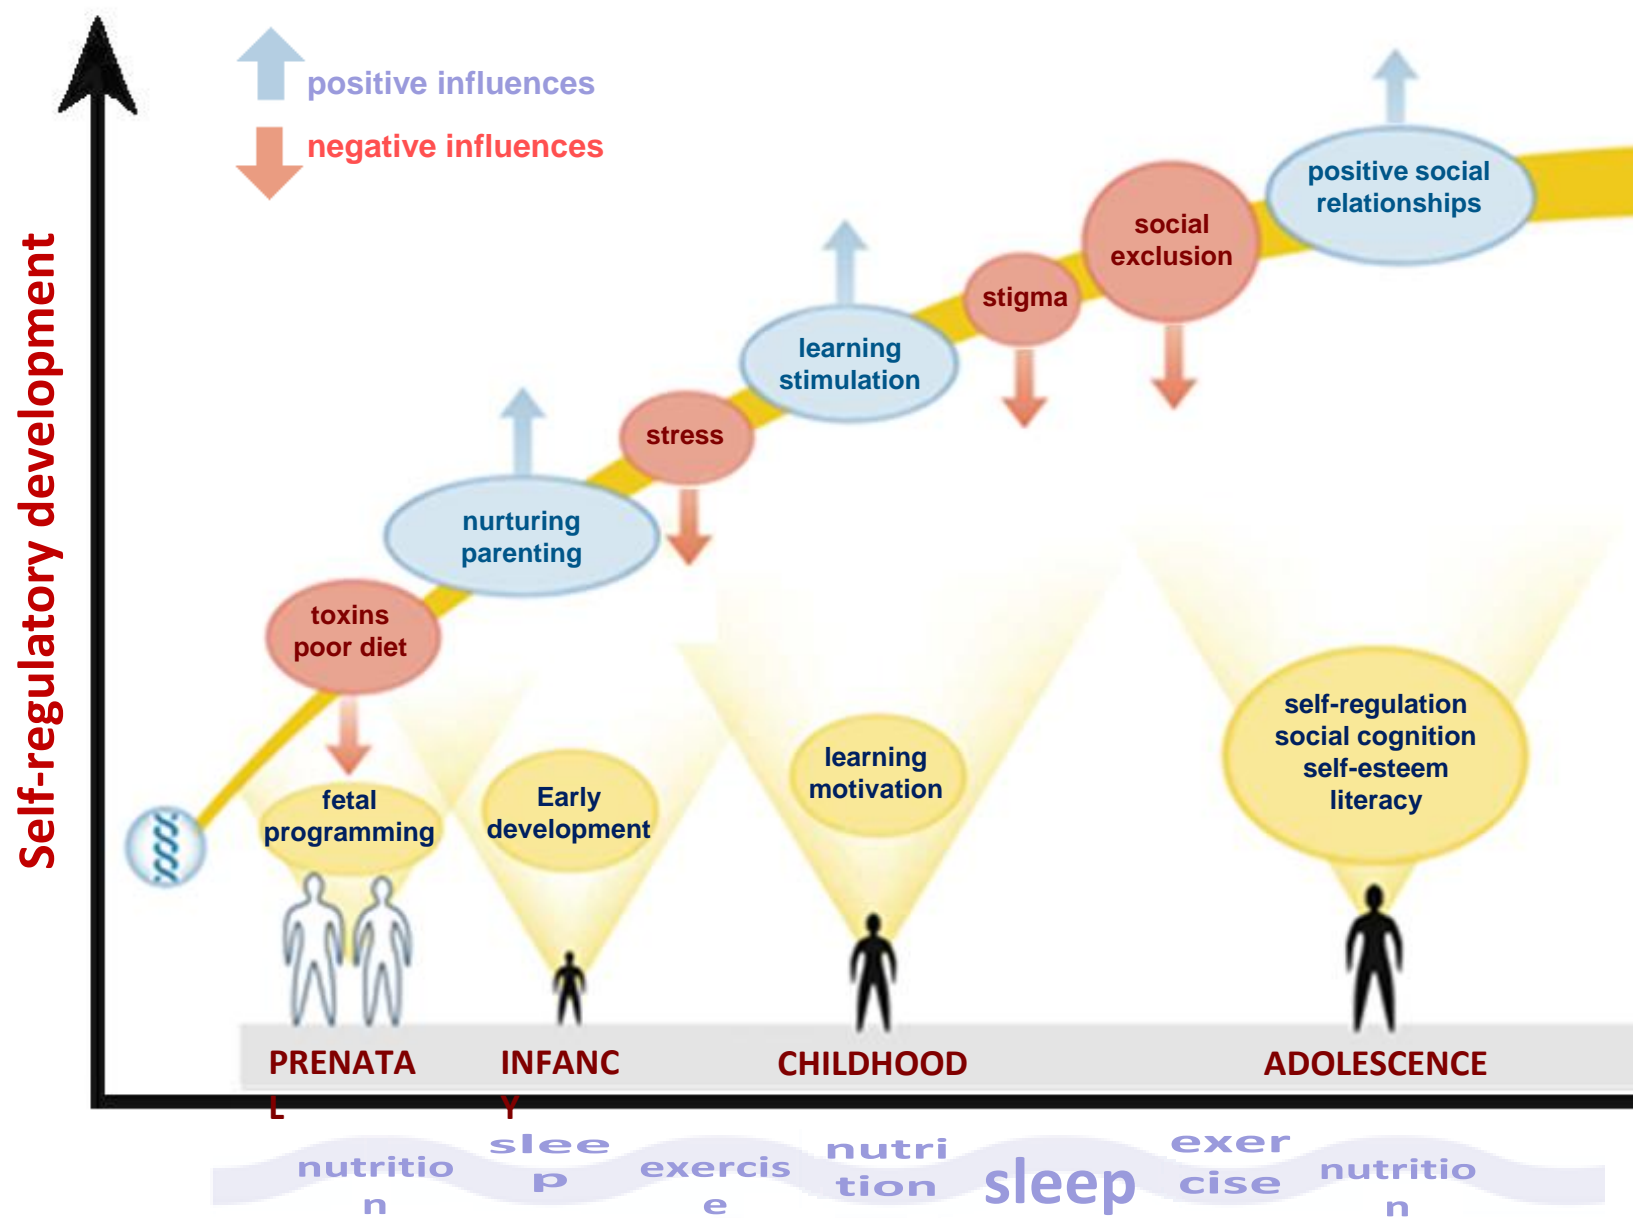 positive influences
negative influences
Self-regulatory development
positive social
relationships
social
exclusion
stigma
learning
stimulation
stress
nurturing
parenting
toxins
poor diet
fetal
programming
Early
development
learning
motivation
self-regulation
social cognition
self-esteem
literacy
PRENATA
L
INFANC
Y
CHILDHOOD
ADOLESCENCE
nutritio
n
slee
p
exercis
e
nutri
tion
sleep
exer
cise
nutritio
n